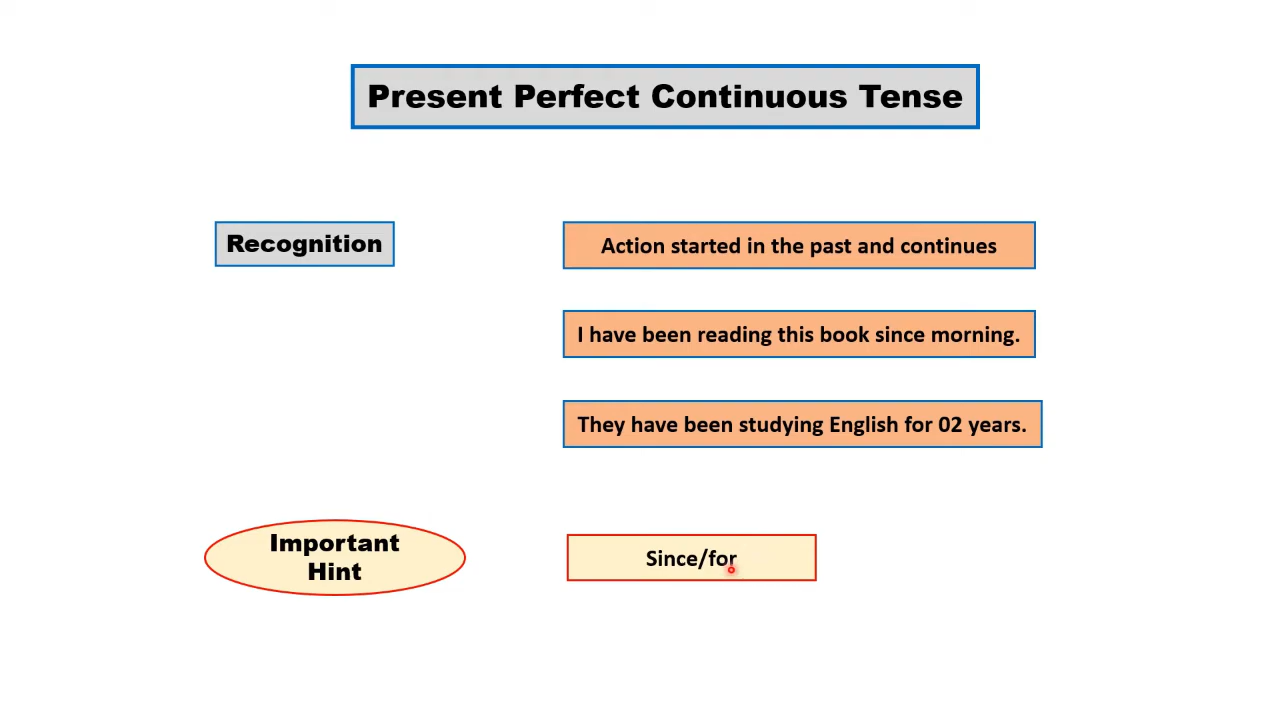 Present Perfect Continuous Tense
Recognition
Action started in the past and continues
I have been reading this book since morning.
They have been studying English for 02 years.
Important
Hint
Since/for